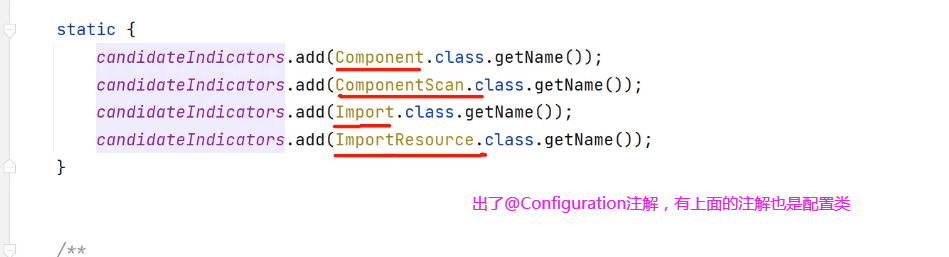 static {
candidateIndicators.add(Component.class.getName());
candidateIndicators.add(ComponentScan.class.getName());
candidateIndicators.add(Import.class.getName());
candidateIndicators.add(ImportResource.class.getName());
}
出了@Configuration注解，有上面的注解也是配置类
/**